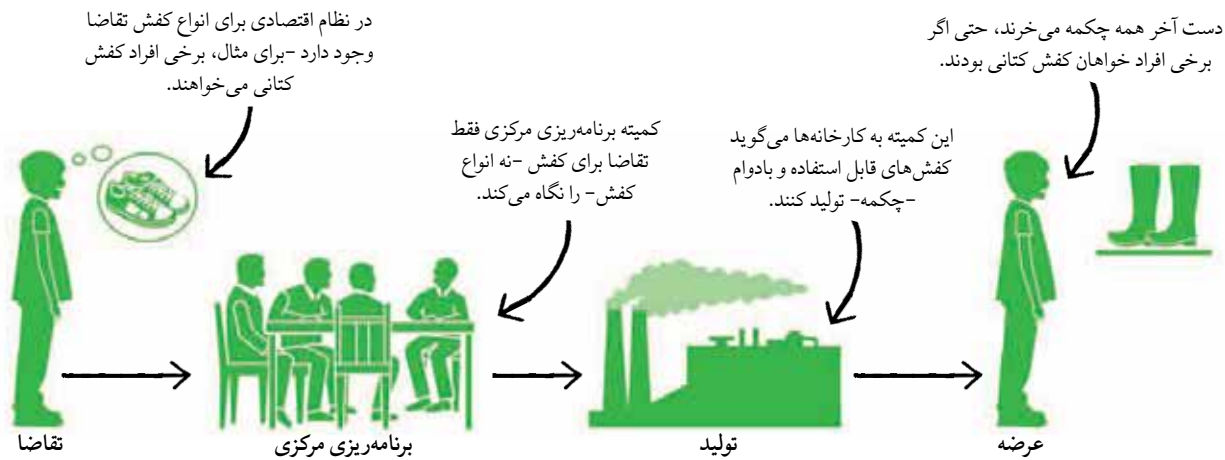 در نظام اقتصادی برای انواع کفش تقاضا
وجود دارد -برای مثال، برخی افراد کفش
کتانی می‌خواهند.
کمیته برنامه‌ریزی مرکزی فقط
تقاضا برای کفش -نه انواع
کفش- را نگاه می‌کند.
این کمیته به کارخانه‌ها می‌گوید
کفش‌های قابل استفاده و بادوام
-چکمه- تولید کنند.
دست آخر همه چکمه می‌خرند، حتی اگر
برخی افراد خواهان کفش کتانی بودند.
تقاضا
برنامه‌ریزی مرکزی
تولید
عرضه